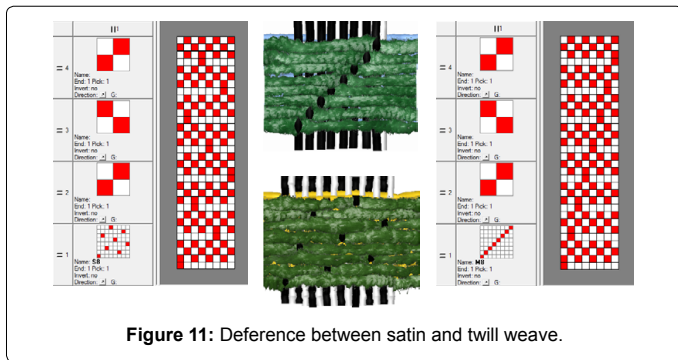 1
= 4
Name:
End: 1 Pick: 1
Invert: no
Direction: G:
= 3
Name:
End: 1 Pick: 1
Invert: no
Direction: G:
= 2
Name:
End: 1 Pick: 1
Invert: no
Direction: G:
= 1
Name: S8
End: 1 Pick: 1
Invert: no
Direction: G:
1
= 4
Name:
End: 1 Pick: 1
Invert: no
Direction: G:
= 3
Name:
End: 1 Pick: 1
Invert: no
Direction: G:
= 2
Name:
End: 1 Pick: 1
Invert: no
Direction: G:
= 1
Name: M8
End: 1 Pick: 1
Invert: no
Direction: G:
Figure 11: Deference between satin and twill weave.